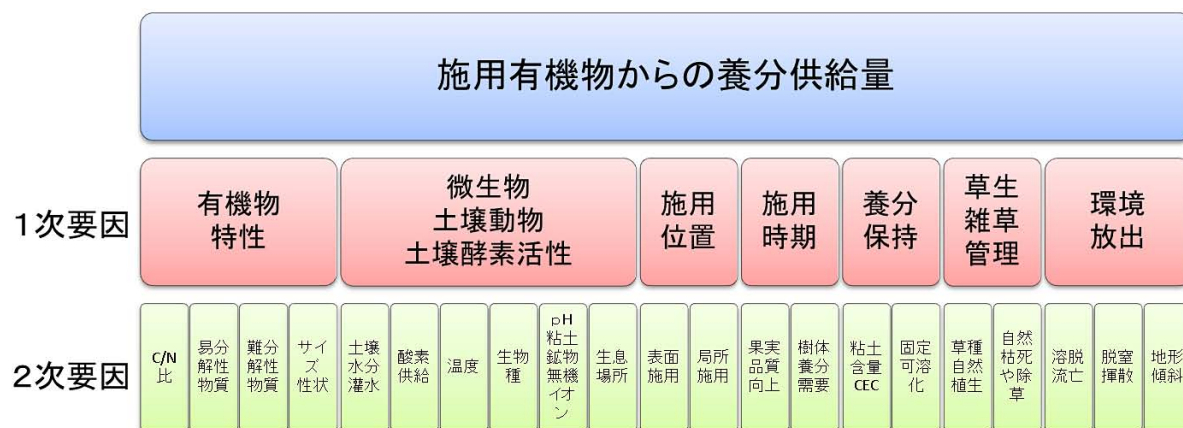 施用有機物からの養分供給量
1次要因
有機物
特性
微生物
土壌動物
土壌酵素活性
施用
位置
施用
時期
養分
保持
草生
雑草
管理
環境
放出
2次要因
C/N
比
易分
解性
物質
難分
解性
物質
サイ
ズ
性状
土壌
水分
灌水
酸素
供給
温度
生物
種
pH
粘土
鉱物
無機
イオ
ン
生息
場所
表面
施用
局所
施用
果実
品質
向上
樹体
養分
需要
粘土
含量
CEC
固定
可溶
化
草種
自然
植生
自然
枯死
や除
草
溶脱
流亡
脱窒
揮散
地形
傾斜